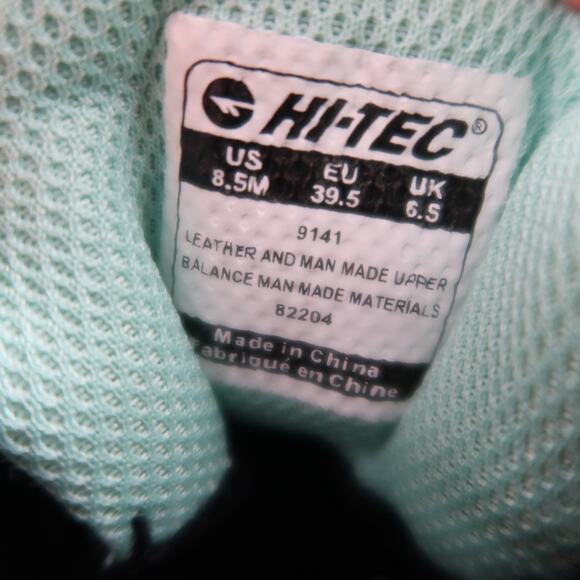 HI-TEC®
US EU UK
8.5M 39.5 6.5
9141
LEATHER AND MAN MADE UPPER
BALANCE MAN MADE MATERIALS
82204
Made in China
Fabriqué en Chine